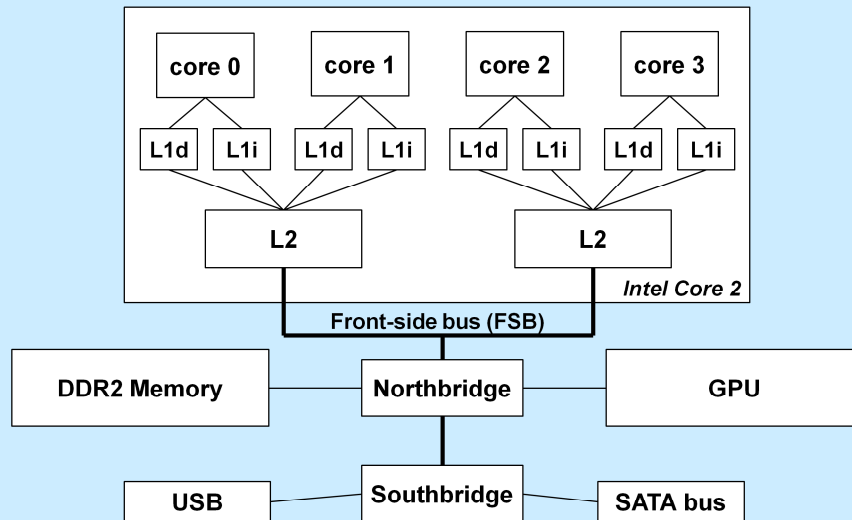 core 0
core 1
core 2
core 3
L1d
L1i
L1d
L1i
L1d
L1i
L1d
L1i
L2
L2
Intel Core 2
Front-side bus (FSB)
DDR2 Memory
Northbridge
GPU
USB
Southbridge
SATA bus